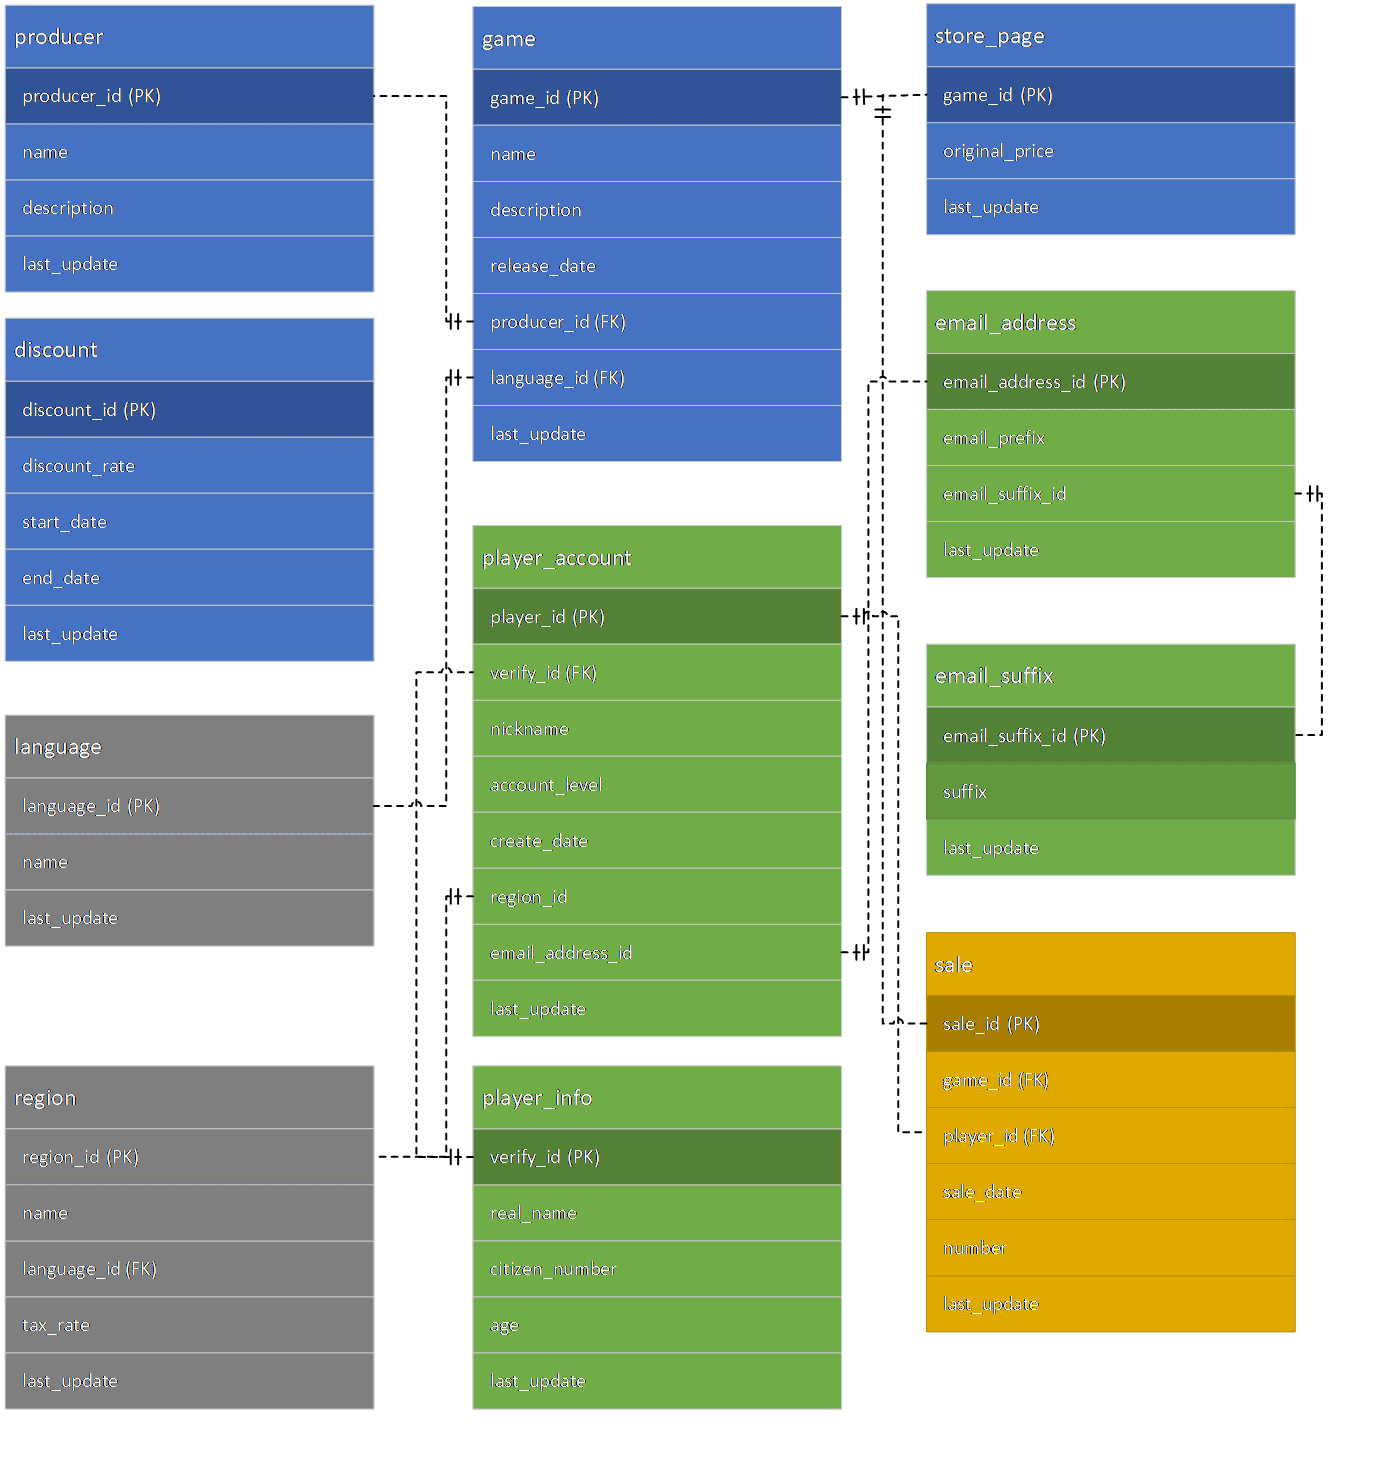 producer
producer_id (PK)
name
description
last_update
discount
discount_id (PK)
discount_rate
start_date
end_date
last_update
language
language_id (PK)
name
last_update
region
region_id (PK)
name
language_id (FK)
tax_rate
last_update
game
game_id (PK)
name
description
release_date
producer_id (FK)
language_id (FK)
last_update
player_account
player_id (PK)
verify_id (FK)
nickname
account_level
create_date
region_id
email_address_id
last_update
player_info
verify_id (PK)
real_name
citizen_number
age
last_update
store_page
game_id (PK)
original_price
last_update
email_address
email_address_id (PK)
email_prefix
email_suffix_id
last_update
email_suffix
email_suffix_id (PK)
suffix
last_update
sale
sale_id (PK)
game_id (FK)
player_id (FK)
sale_date
number
last_update